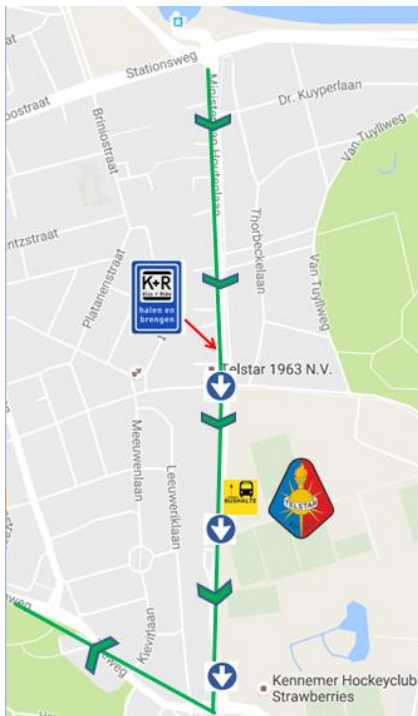 Stationsweg
Dr. Kuyperlaan
Briniostraat
Van Tuyllweg
Thorbeckelaan
Van Tuyllweg
Platanenstraat
K+R
Kiss + Ride
halen en
brengen
Telstar 1963 N.V.
Meeuwenlaan
Leeuweriklaan
BUSHALTE
TELSTAR
Kievitlaan
Kennemer Hockeyclub
Strawberries